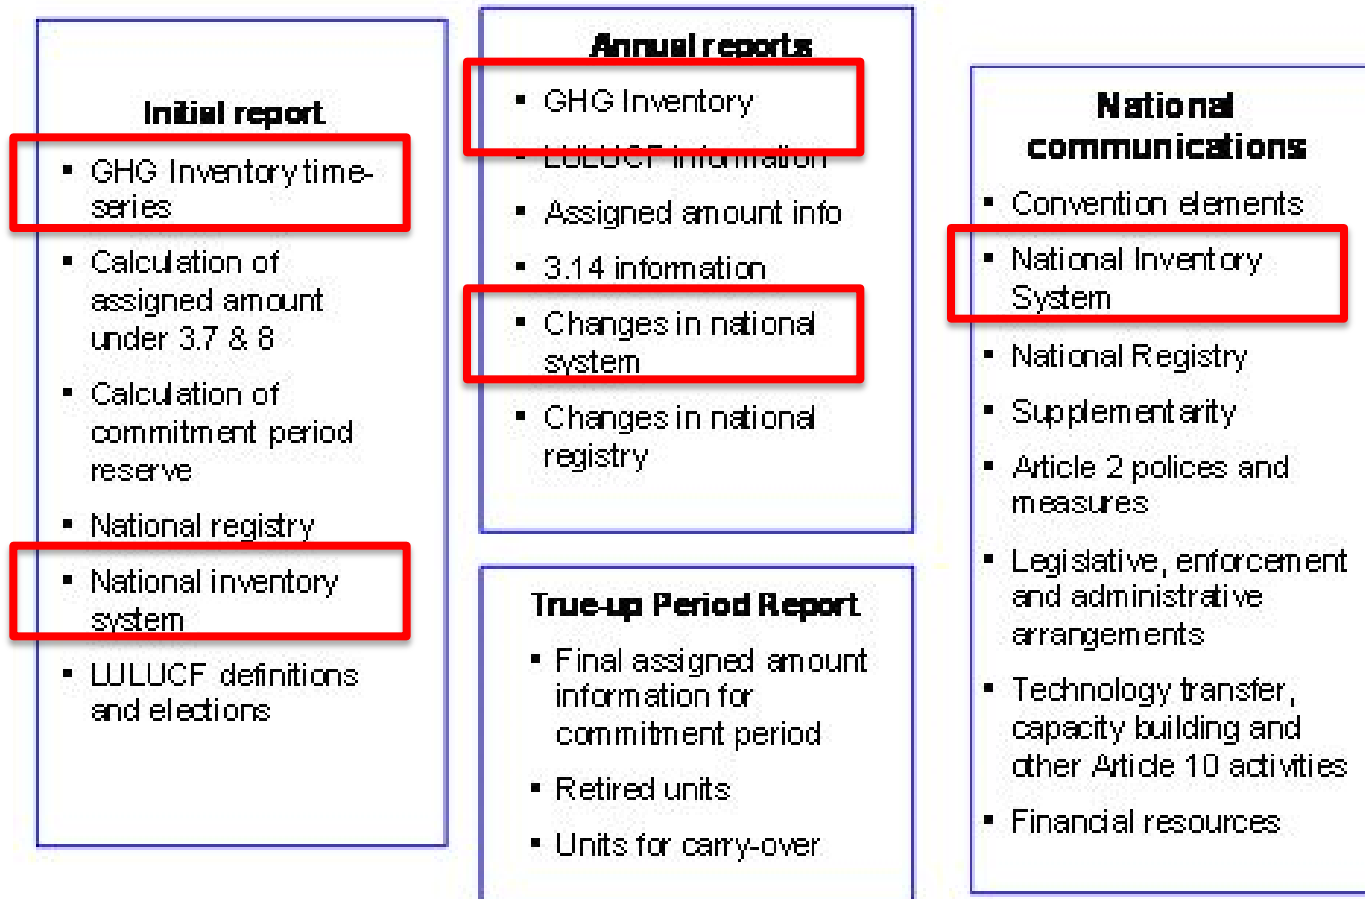 Initial report
▪ GHG Inventory time-
series
▪ Calculation of
assigned amount
under 3.7 & 8
▪ Calculation of
commitment period
reserve
▪ National registry
▪ National inventory
system
▪ LULUCF definitions
and elections
Annual reports
▪ GHG Inventory
▪ LULUCF information
▪ Assigned amount info
▪ 3.14 information
▪ Changes in national
system
▪ Changes in national
registry
True-up Period Report
▪ Final assigned amount
information for
commitment period
▪ Retired units
▪ Units for carry-over
National
communications
▪ Convention elements
▪ National Inventory
System
▪ National Registry
▪ Supplementarity
▪ Article 2 polices and
measures
▪ Legislative, enforcement
and administrative
arrangements
▪ Technology transfer,
capacity building and
other Article 10 activities
▪ Financial resources